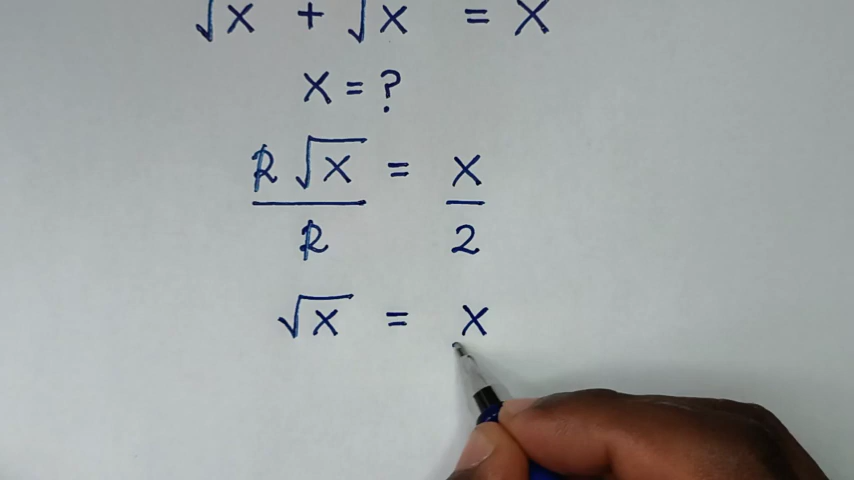 √x + √x = x
x = ?
2 √x / 2 = x / 2
√x = x